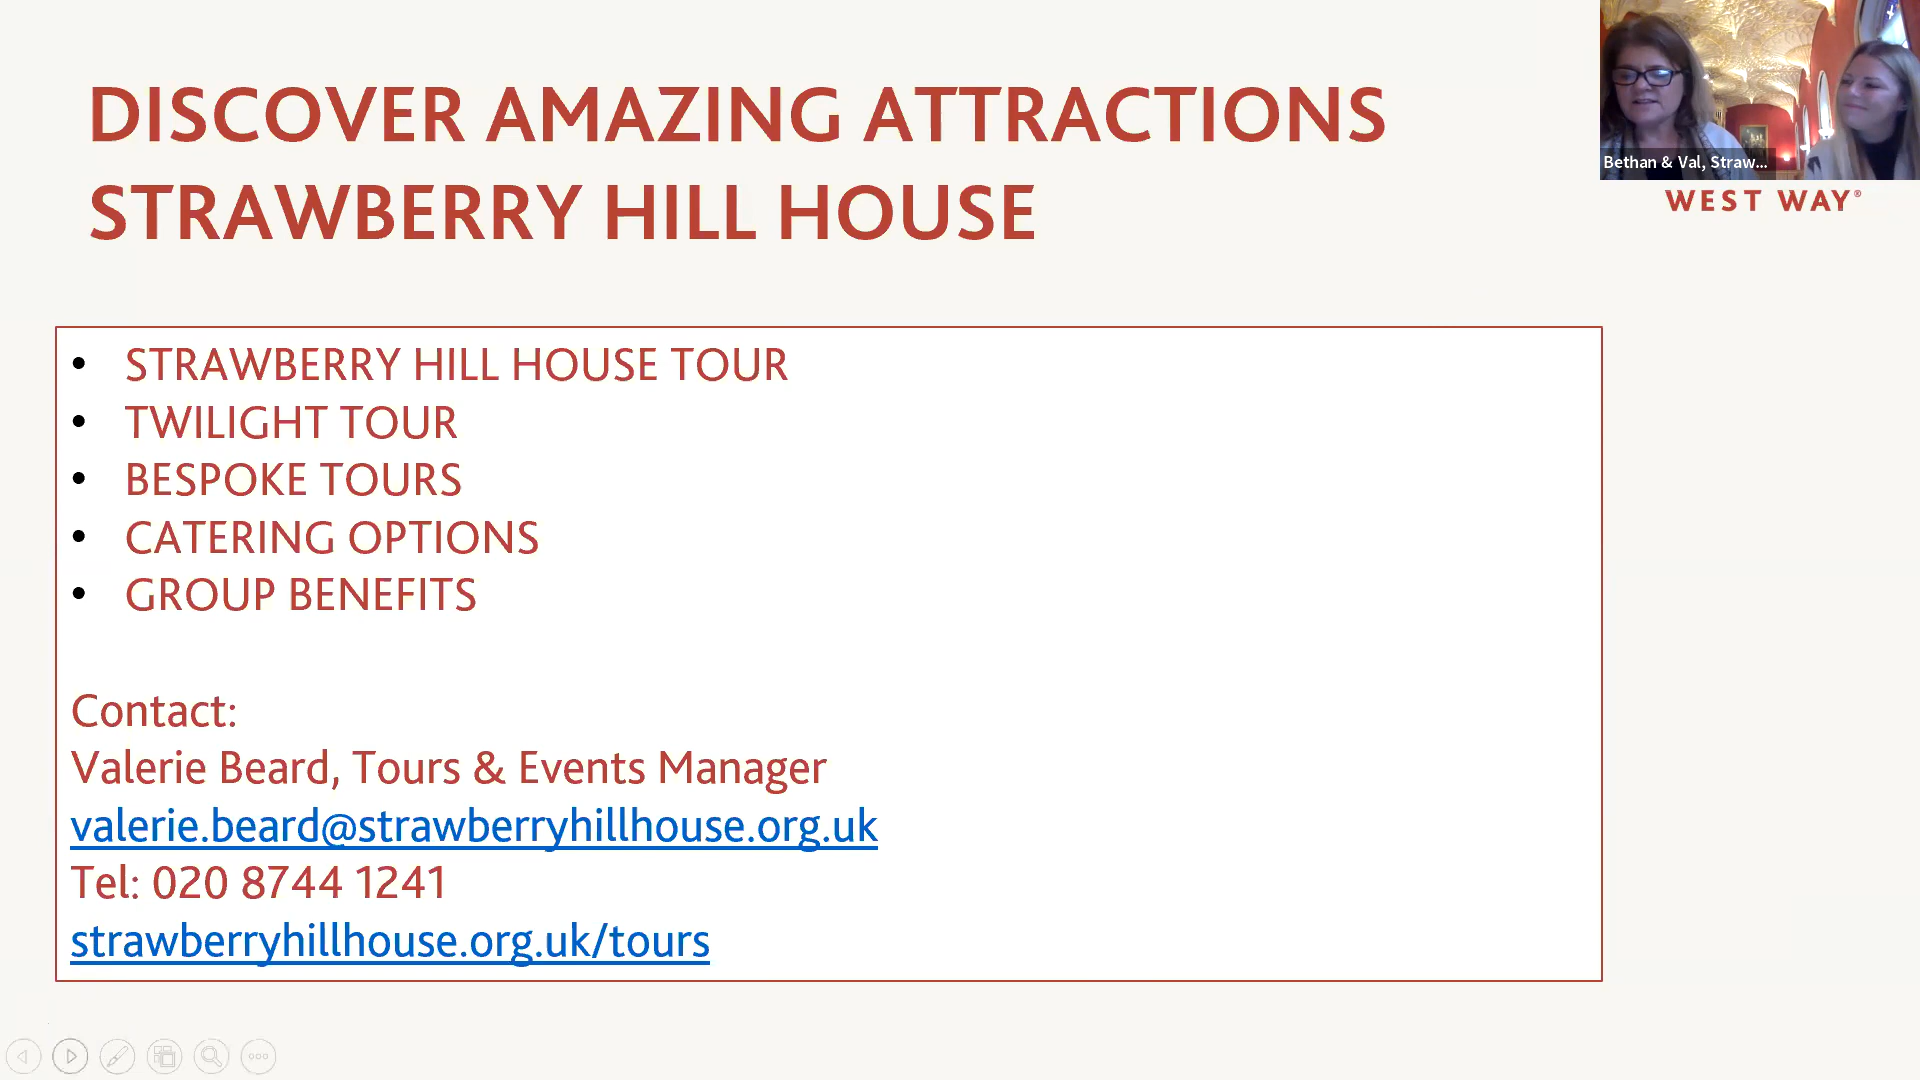 DISCOVER AMAZING ATTRACTIONS
STRAWBERRY HILL HOUSE
Bethan & Val, Straw...
WEST WAY®
• STRAWBERRY HILL HOUSE TOUR
• TWILIGHT TOUR
• BESPOKE TOURS
• CATERING OPTIONS
• GROUP BENEFITS
Contact:
Valerie Beard, Tours & Events Manager
valerie.beard@strawberryhillhouse.org.uk
Tel: 020 8744 1241
strawberryhillhouse.org.uk/tours